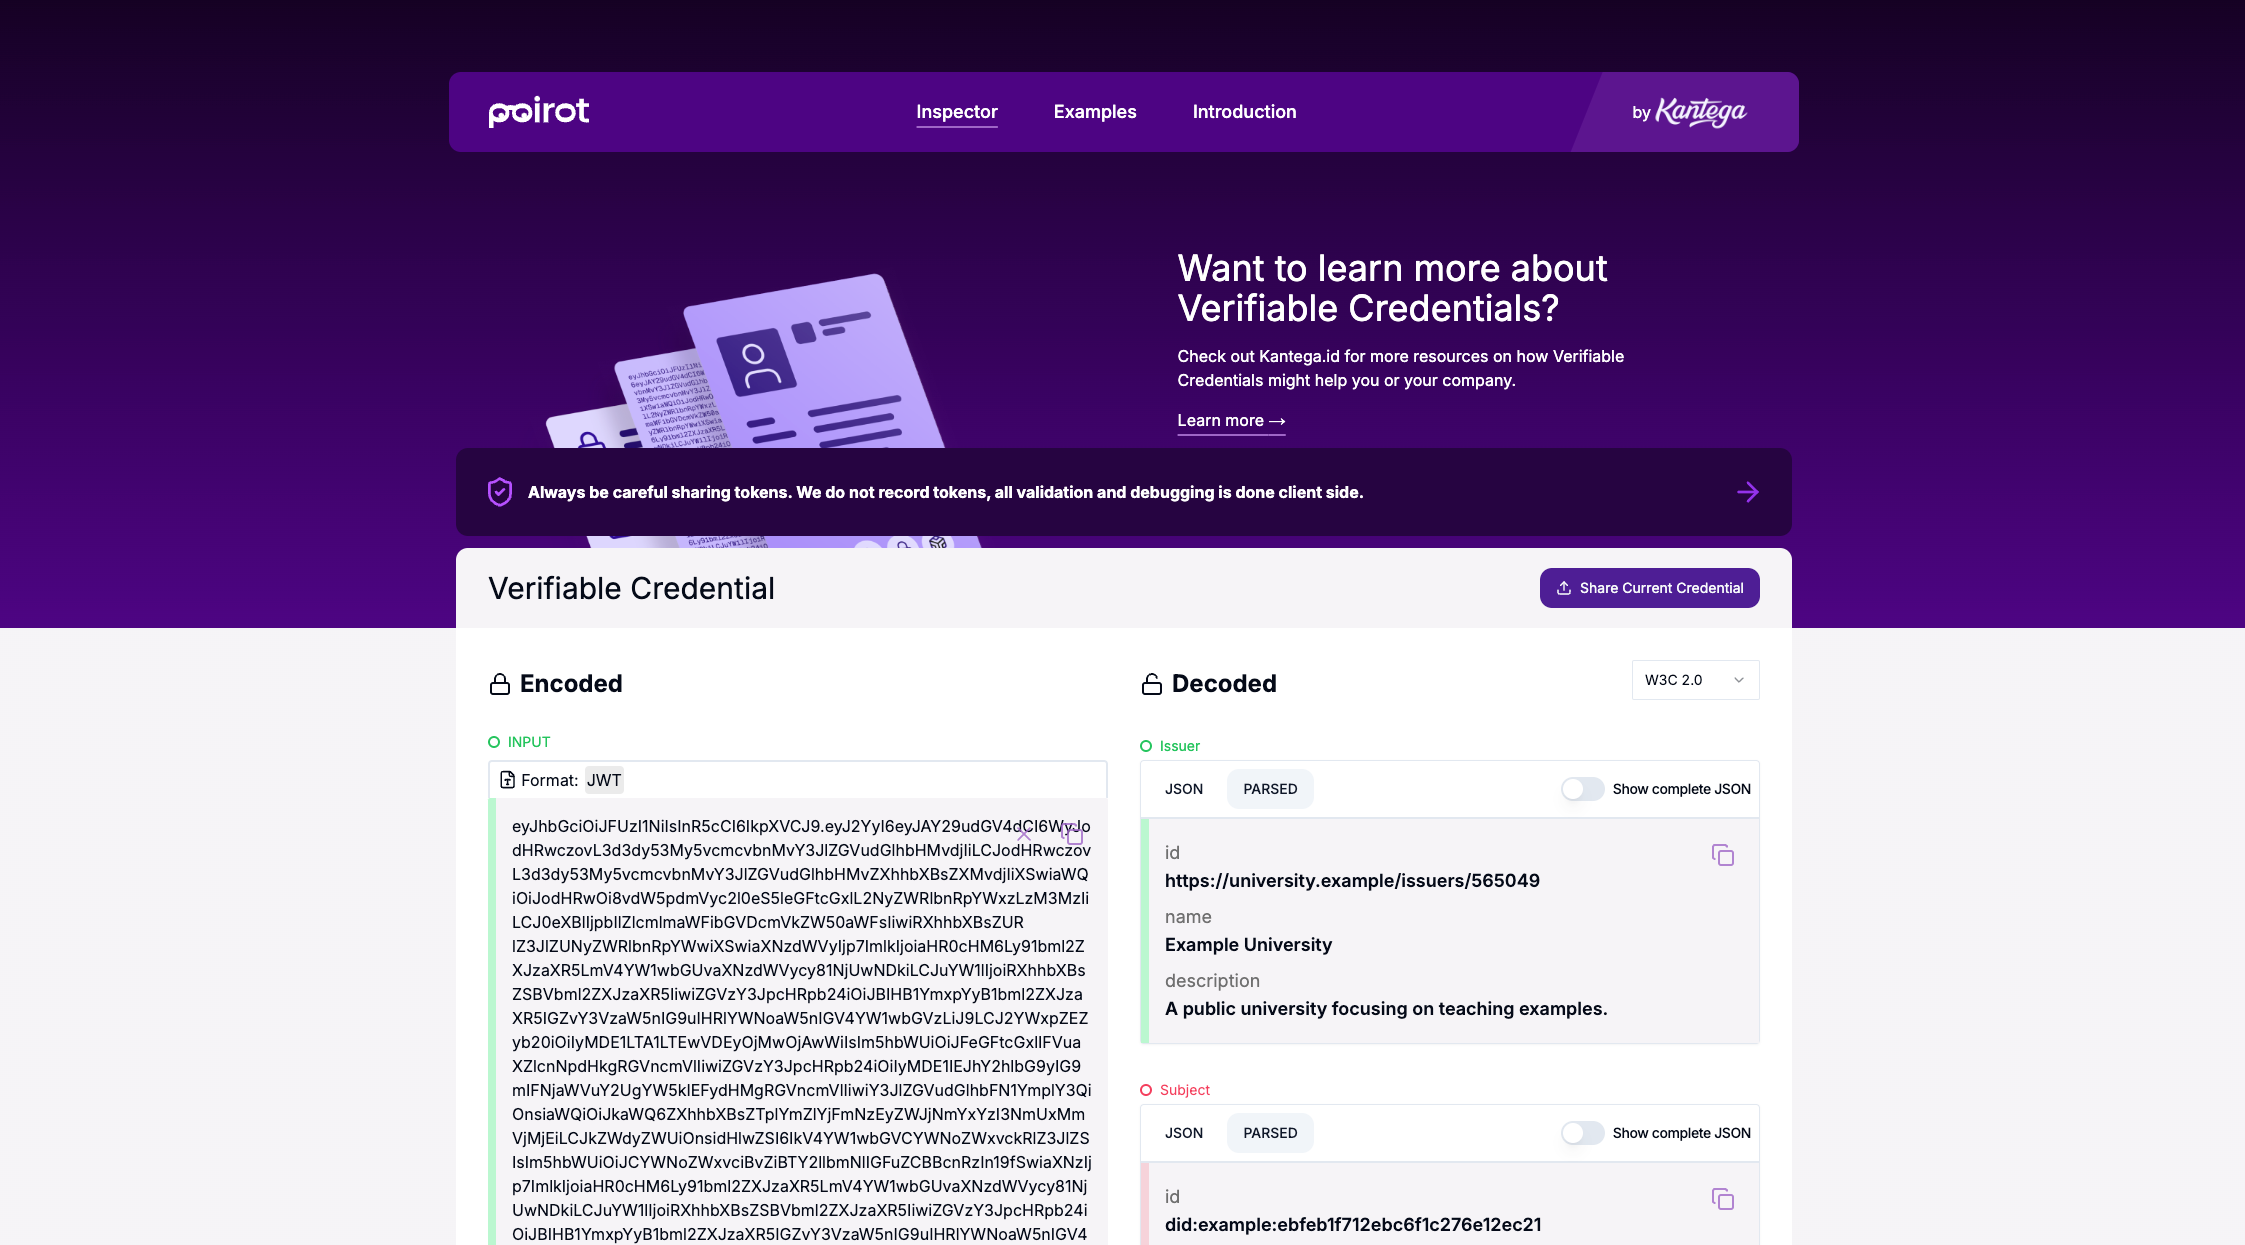 poirot
Inspector
Examples
Introduction
by Kantega
Want to learn more about
Verifiable Credentials?
Check out Kantega.id for more resources on how Verifiable
Credentials might help you or your company.
Learn more →
Always be careful sharing tokens. We do not record tokens, all validation and debugging is done client side.
Verifiable Credential
Share Current Credential
Encoded
INPUT
Format: JWT
eyJhbGciOiJFUzI1NiIsInR5cCI6IkpXVCJ9.eyJ2YyI6eyJAY29udGV4dCI6WyJo
dHRwczovL3d3dy53My5vcmcvbnMvY3JlZGVudGlhbHMvdjIiLCJodHRwczov
L3d3dy53My5vcmcvbnMvY3JlZGVudGlhbHMvZXhhbXBsZXMvdjIiXSwiaWQ
iOiJodHRwOi8vdW5pdmVyc2l0eS5leGFtcGxlL2NyZWRlbnRpYWxzLzM3MzIi
LCJ0eXBlIjpbIlZlcmlmaWFibGVDcmVkZW50aWFsIiwiRXhhbXBsZUR
lZ3JlZUNyZWRlbnRpYWwiXSwiaXNzdWVyIjp7ImlkIjoiaHR0cHM6Ly91bml2Z
XJzaXR5LmV4YW1wbGUvaXNzdWVycy81NjUwNDkiLCJuYW1lIjoiRXhhbXBs
ZSBVbml2ZXJzaXR5IiwiZGVzY3JpcHRpb24iOiJBIHB1YmxpYyB1bml2ZXJza
XR5IGZvY3VzaW5nIG9uIHRlYWNoaW5nIGV4YW1wbGVzLiJ9LCJ2YWxpZEZ
yb20iOiIyMDE1LTA1LTEwVDEyOjMwOjAwWiIsIm5hbWUiOiJFeGFtcGxlIFVua
XZlcnNpdHkgRGVncmVlIiwiZGVzY3JpcHRpb24iOiIyMDE1IEJhY2hlbG9yIG9
mIFNjaWVuY2UgYW5kIEFydHMgRGVncmVlIiwiY3JlZGVudGlhbFN1YmplY3Qi
OnsiaWQiOiJkaWQ6ZXhhbXBsZTplYmZlYjFmNzEyZWJjNmYxYzI3NmUxMm
VjMjEiLCJkZWdyZWUiOnsidHlwZSI6IkV4YW1wbGVCYWNoZWxvckRlZ3JlZS
IsIm5hbWUiOiJCYWNoZWxvciBvZiBTY2llbmNlIGFuZCBBcnRzIn19fSwiaXNzIj
p7ImlkIjoiaHR0cHM6Ly91bml2ZXJzaXR5LmV4YW1wbGUvaXNzdWVycy81Nj
UwNDkiLCJuYW1lIjoiRXhhbXBsZSBVbml2ZXJzaXR5IiwiZGVzY3JpcHRpb24i
OiJBIHB1YmxpYyB1bml2ZXJzaXR5IGZvY3VzaW5nIG9uIHRlYWNoaW5nIGV4
Decoded
W3C 2.0
Issuer
JSON
PARSED
Show complete JSON
id
https://university.example/issuers/565049
name
Example University
description
A public university focusing on teaching examples.
Subject
JSON
PARSED
Show complete JSON
id
did:example:ebfeb1f712ebc6f1c276e12ec21